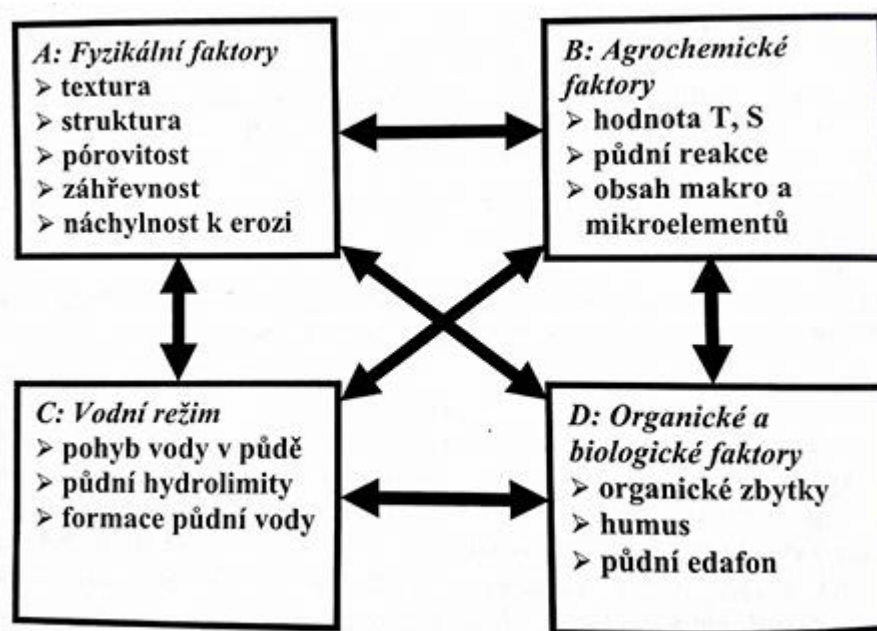 A: Fyzikální faktory
➢ textura
➢ struktura
➢ pórovitost
➢ záhřevnost
➢ náchylnost k erozi
B: Agrochemické
faktory
➢ hodnota T, S
➢ půdní reakce
➢ obsah makro a
mikroelementů
C: Vodní režim
➢ pohyb vody v půdě
➢ půdní hydrolimity
➢ formace půdní vody
D: Organické a
biologické faktory
➢ organické zbytky
➢ humus
➢ půdní edafon